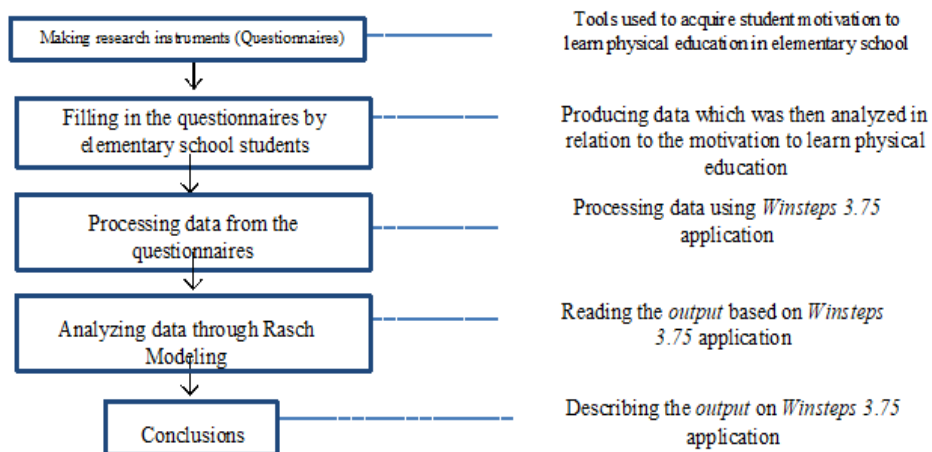 Making research instruments (Questionnaires)
Tools used to acquire student motivation to
learn physical education in elementary school
Filling in the questionnaires by
elementary school students
Producing data which was then analyzed in
relation to the motivation to learn physical
education
Processing data from the
questionnaires
Processing data using Winsteps 3.75
application
Analyzing data through Rasch
Modeling
Reading the output based on Winsteps
3.75 application
Conclusions
Describing the output on Winsteps 3.75
application